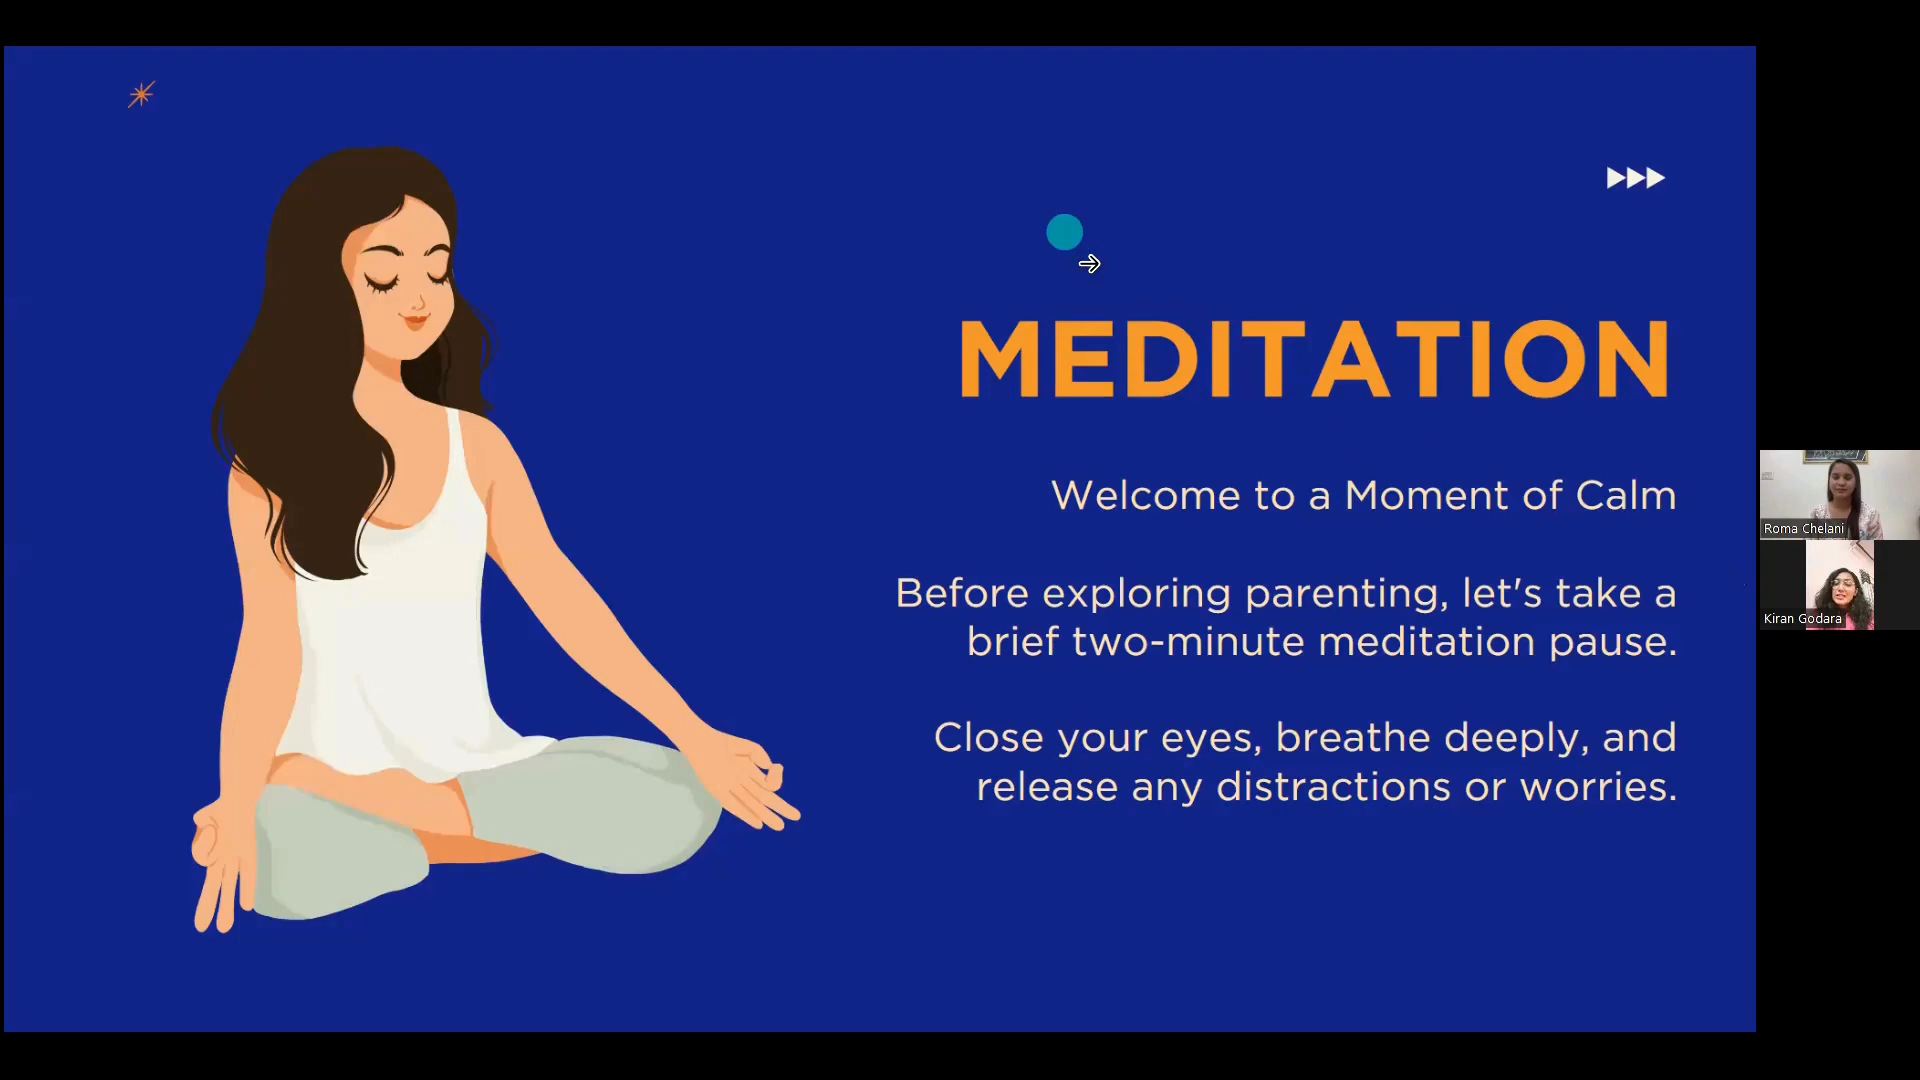 MEDITATION
Welcome to a Moment of Calm
Before exploring parenting, let's take a
brief two-minute meditation pause.
Close your eyes, breathe deeply, and
release any distractions or worries.
Roma Chelani
Kiran Godara